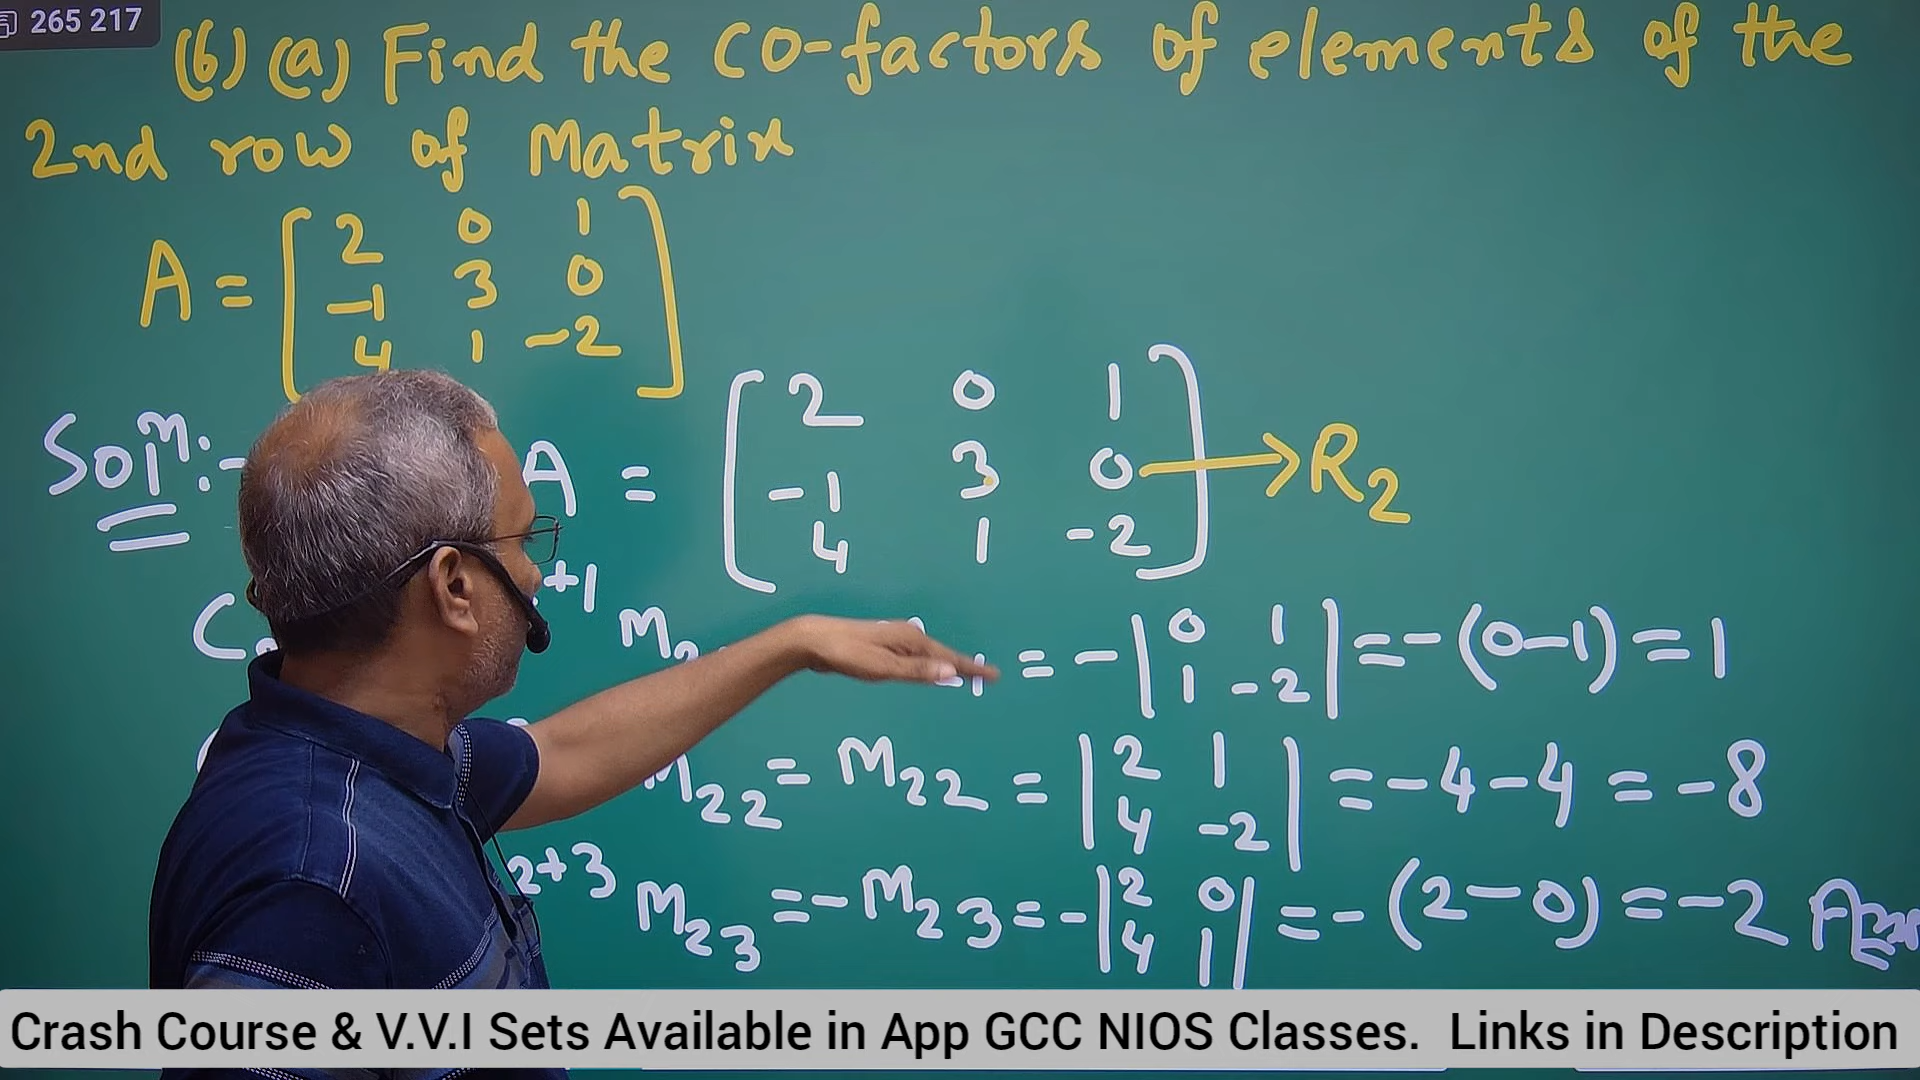 265 217
(6) (a) Find the co-factors of elements of the
2nd row of Matrix
A = [ 2 0 1
-1 3 0
4 1 -2 ]
Solⁿ:- A = [ 2 0 1
-1 3 0 → R₂
4 1 -2 ]
+1 M = -| 0 1 | = -(0-1) = 1
| 1 -2 |
M₂₂ = M₂₂ = | 2 1 | = -4-4 = -8
| 4 -2 |
2+3 M₂₃ = -M₂₃ = -| 2 0 | = -(2-0) = -2
| 4 1 |
Crash Course & V.V.I Sets Available in App GCC NIOS Classes. Links in Description